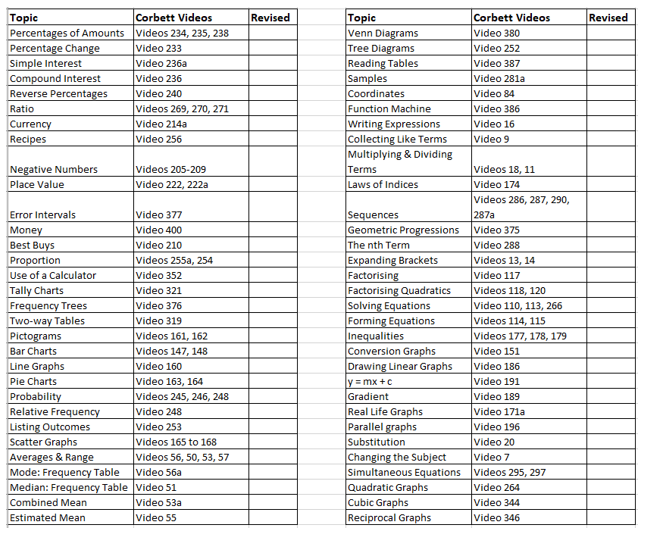 Topic Corbett Videos Revised
Percentages of Amounts Videos 234, 235, 238
Percentage Change Video 233
Simple Interest Video 236a
Compound Interest Video 236
Reverse Percentages Video 240
Ratio Videos 269, 270, 271
Currency Video 214a
Recipes Video 256
Negative Numbers Videos 205-209
Place Value Video 222, 222a
Error Intervals Video 377
Money Video 400
Best Buys Video 210
Proportion Videos 255a, 254
Use of a Calculator Video 352
Tally Charts Video 321
Frequency Trees Video 376
Two-way Tables Video 319
Pictograms Videos 161, 162
Bar Charts Videos 147, 148
Line Graphs Video 160
Pie Charts Video 163, 164
Probability Videos 245, 246, 248
Relative Frequency Video 248
Listing Outcomes Video 253
Scatter Graphs Videos 165 to 168
Averages & Range Videos 56, 50, 53, 57
Mode: Frequency Table Video 56a
Median: Frequency Table Video 51
Combined Mean Video 53a
Estimated Mean Video 55
Topic Corbett Videos Revised
Venn Diagrams Video 380
Tree Diagrams Video 252
Reading Tables Video 387
Samples Video 281a
Coordinates Video 84
Function Machine Video 386
Writing Expressions Video 16
Collecting Like Terms Video 9
Multiplying & Dividing
Terms Videos 18, 11
Laws of Indices Video 174
Videos 286, 287, 290,
Sequences 287a
Geometric Progressions Video 375
The nth Term Video 288
Expanding Brackets Videos 13, 14
Factorising Video 117
Factorising Quadratics Videos 118, 120
Solving Equations Video 110, 113, 266
Forming Equations Videos 114, 115
Inequalities Videos 177, 178, 179
Conversion Graphs Video 151
Drawing Linear Graphs Video 186
y = mx + c Video 191
Gradient Video 189
Real Life Graphs Video 171a
Parallel graphs Video 196
Substitution Video 20
Changing the Subject Video 7
Simultaneous Equations Videos 295, 297
Quadratic Graphs Video 264
Cubic Graphs Video 344
Reciprocal Graphs Video 346